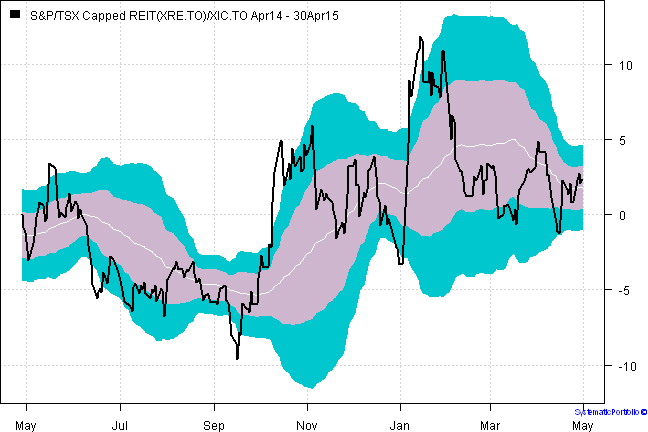 S&P/TSX Capped REIT(XRE.TO)/XIC.TO Apr14 - 30Apr15
10
5
0
-5
-10
SystematicPortfolio ©
May Jul Sep Nov Jan Mar May